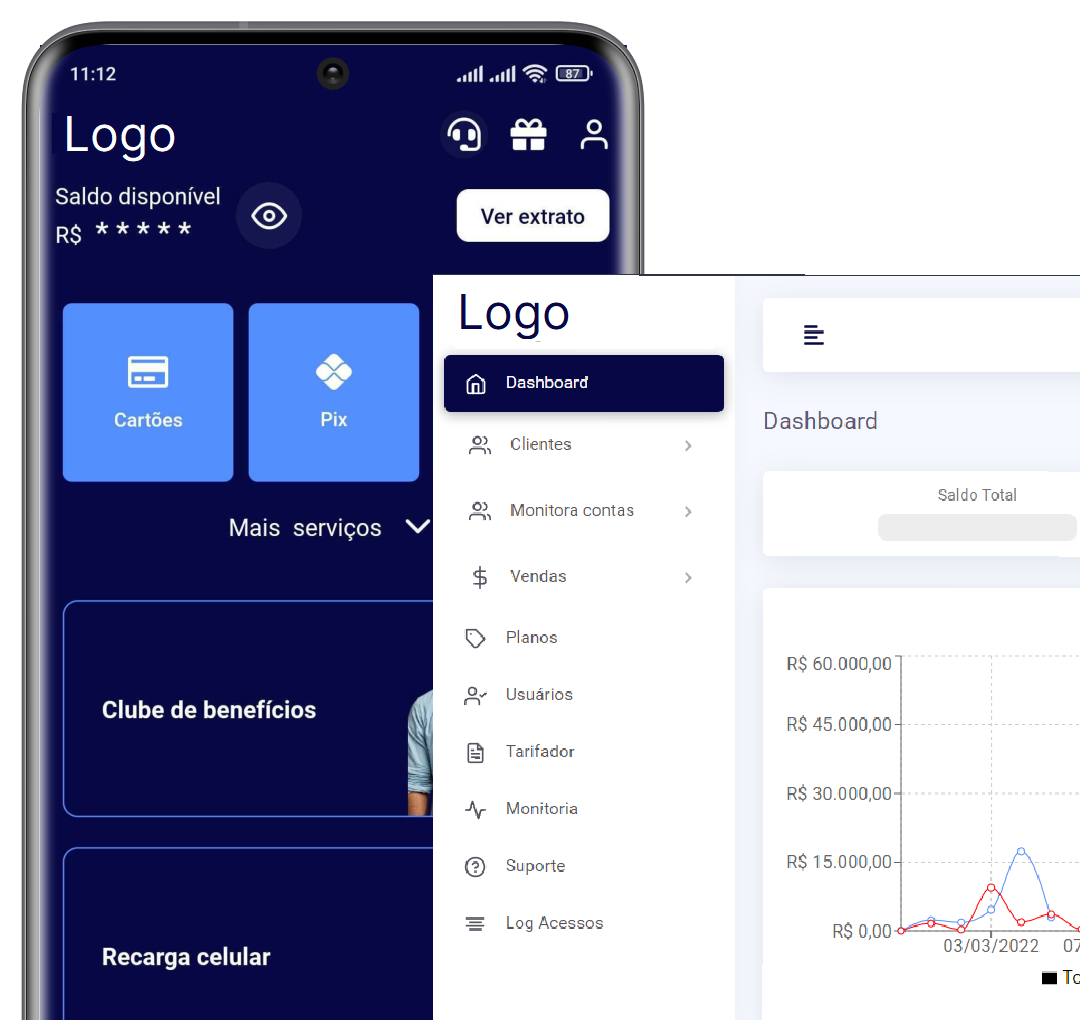 11:12
87
Logo
Saldo disponível
R$ *****
Ver extrato
Cartões
Pix
Mais serviços
Clube de benefícios
Recarga celular
Logo
Dashboard
Clientes
Monitora contas
Vendas
Planos
Usuários
Tarifador
Monitoria
Suporte
Log Acessos
Dashboard
Saldo Total
R$ 60.000,00
R$ 45.000,00
R$ 30.000,00
R$ 15.000,00
R$ 0,00
03/03/2022 07
To